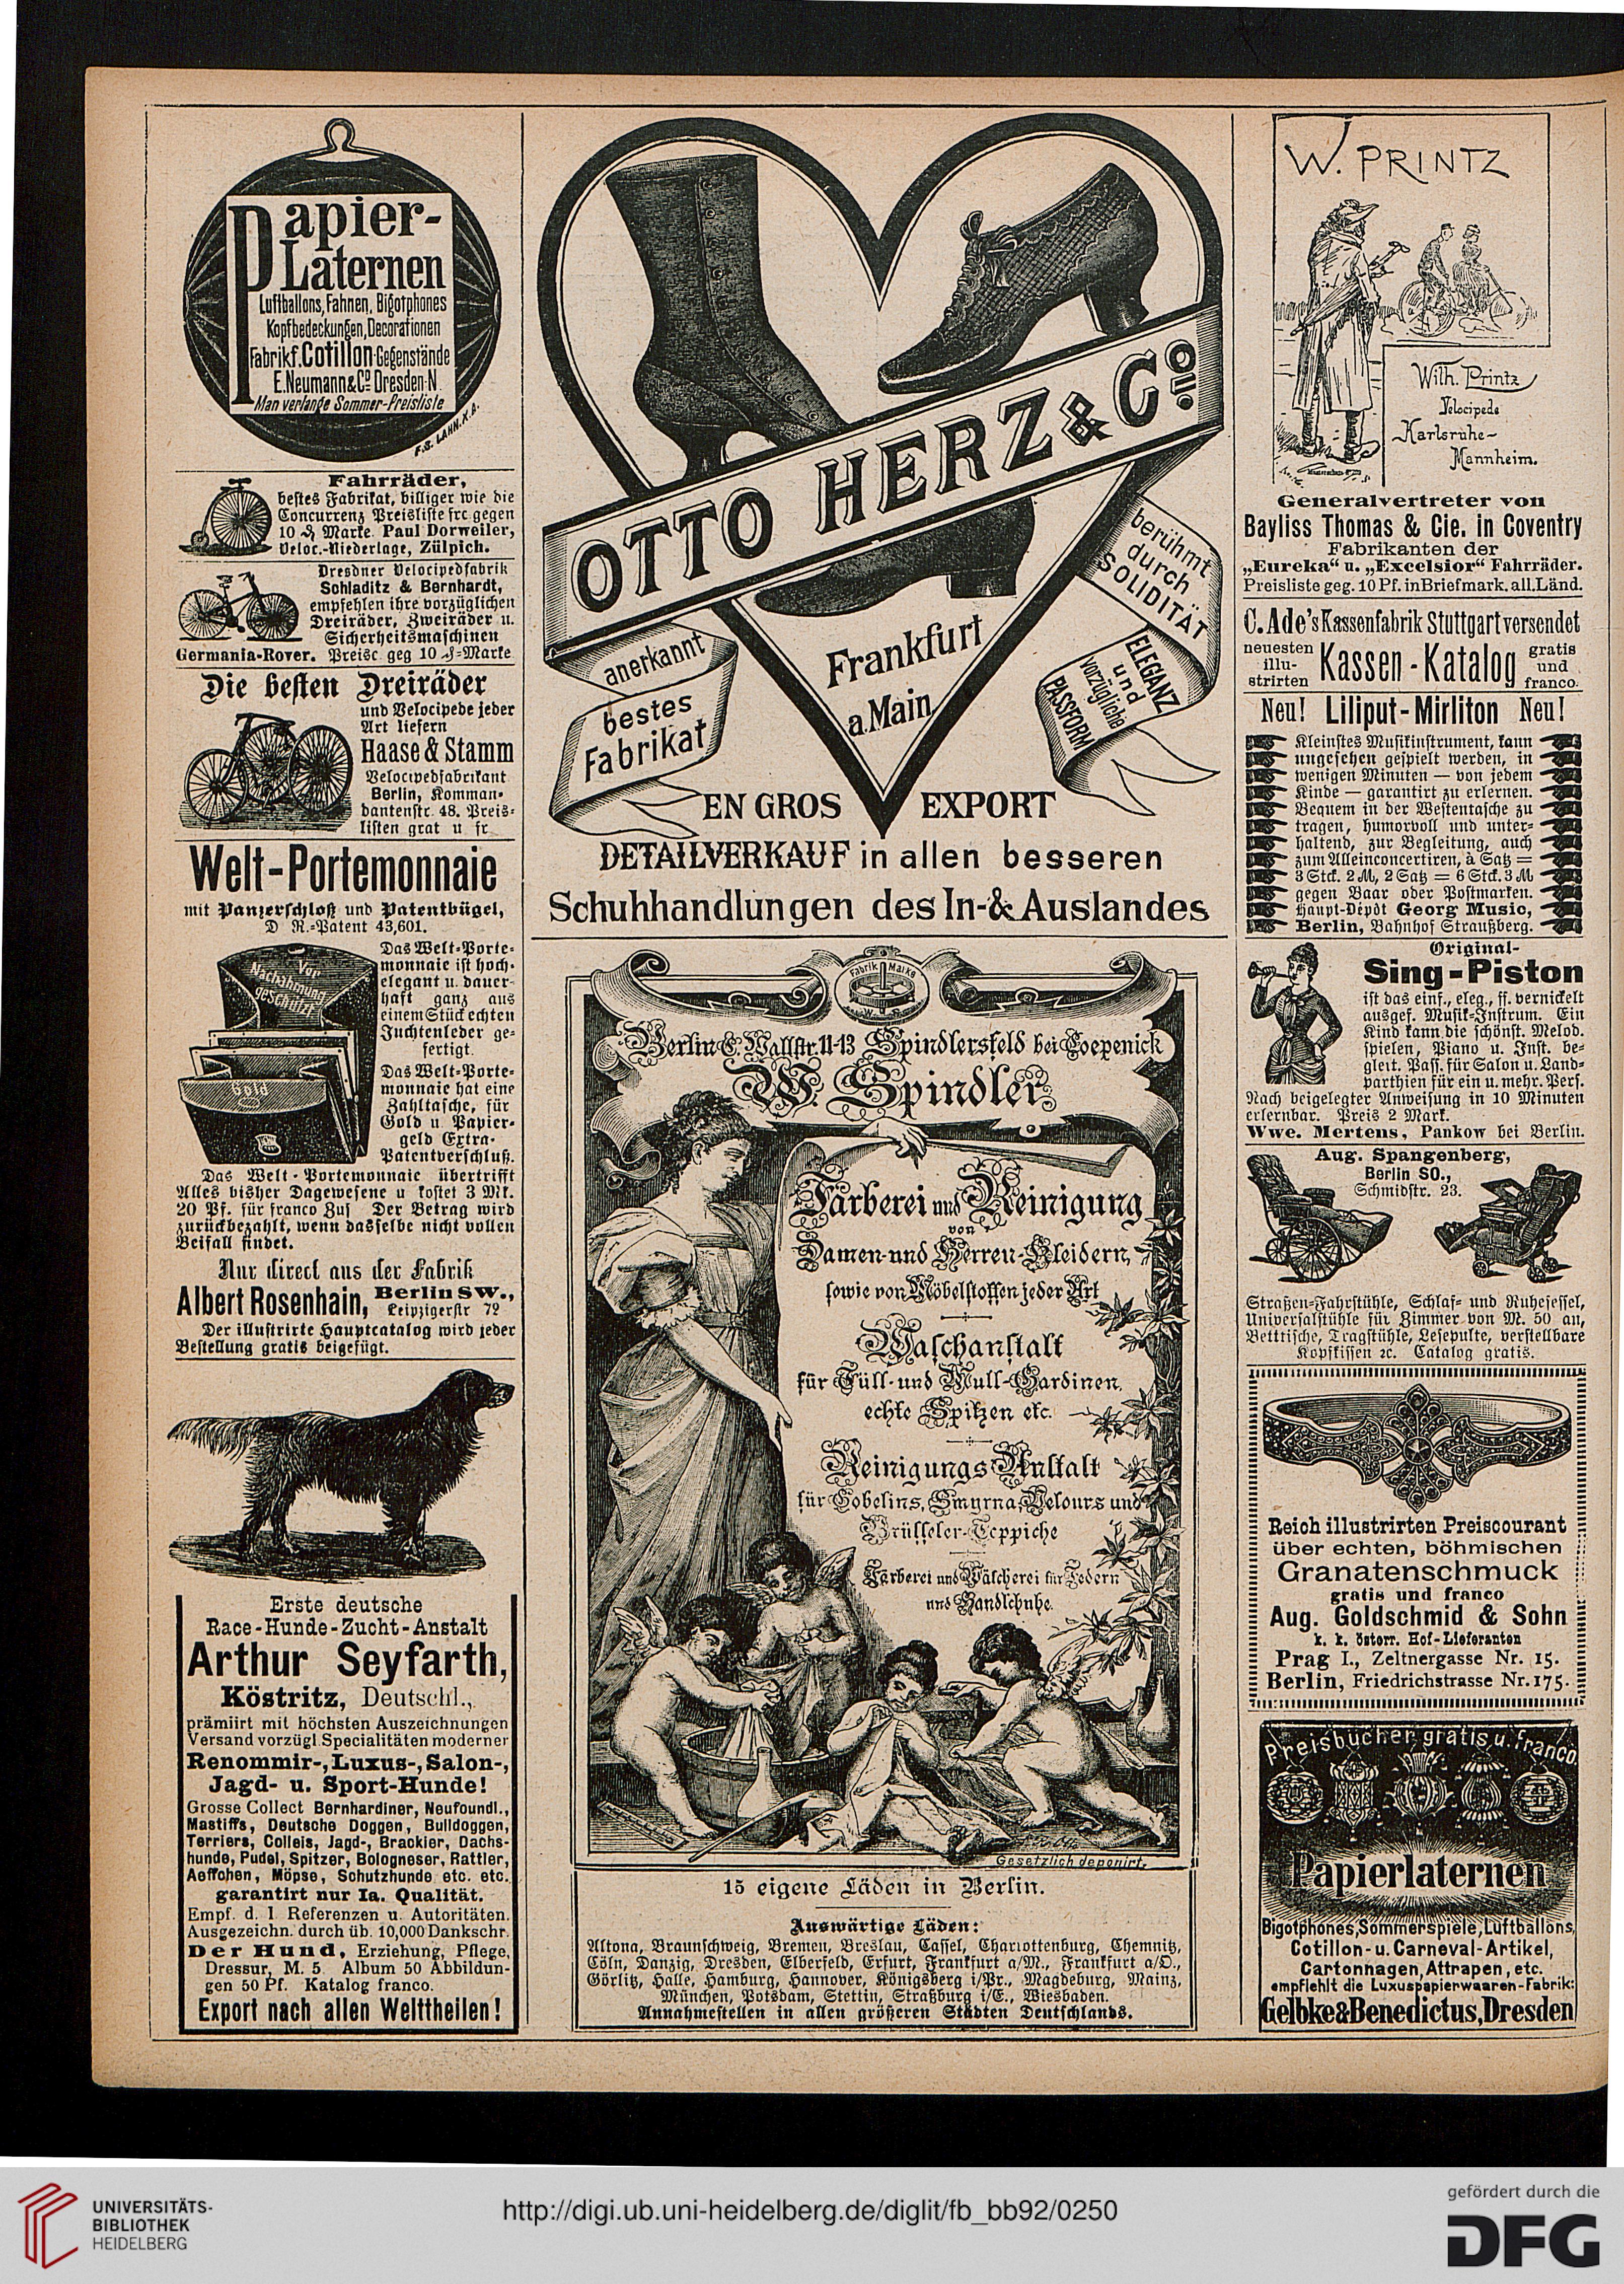 Papier-
Laternen
Luftballons, Fahnen, Bigotphones
Kopfbedeckungen, Decorationen
Fabrik f. Cotillon-Gegenstände
E. Neumann & Co Dresden N.
Man verlange Sommer-Preisliste
F.S. LAHN. X.A.
Fahrräder,
bestes Fabrikat, billiger wie die
Concurrenz Preisliste frc gegen
10 ₰ Marke. Paul Dorweiler,
Veloc.-Niederlage, Zülpich.
Dresdner Velocipedfabrik
Schladitz & Bernhardt,
empfehlen ihre vorzüglichen
Dreiräder, Zweiräder u.
Sicherheitsmaschinen
Germania-Rover. Preisc. geg 10 ₰-Marke
Die besten Dreiräder
und Velocipede jeder
Art liefern
Haase & Stamm
Velocipedfabrikant
Berlin, Komman-
dantenstr. 48. Preis-
listen grat u fr
Welt-Portemonnaie
mit Panzerschloß und Patentbügel,
D R.-Patent 43,601.
Vor
Nachahmung
geschützt
Gold
Das Welt-Porte-
monnaie ist hoch-
elegant u. dauer-
haft ganz aus
einem Stück echten
Juchtenleder ge-
fertigt.
Das Welt-Porte-
monnaie hat eine
Zahltasche, für
Gold u Papier-
geld Extra-
Patentverschluß.
Das Welt-Portemonnaie übertrifft
Alles bisher Dagewesene u kostet 3 Mk.
20 Pf. für franco Zus Der Betrag wird
zurückbezahlt, wenn dasselbe nicht vollen
Beifall findet.
Nur direct aus der Fabrik
Albert Rosenhain, Berlin SW.,
Leipzigerstr 72
Der illustrirte Hauptcatalog wird jeder
Bestellung gratis beigefügt.
Erste deutsche
Race-Hunde-Zucht-Anstalt
Arthur Seyfarth,
Köstritz, Deutschl.,
prämiirt mit höchsten Auszeichnungen
Versand vorzügl. Specialitäten moderner
Renommir-, Luxus-, Salon-,
Jagd- u. Sport-Hunde!
Grosse Collect Bernhardiner, Neufoundl.,
Mastiffs, Deutsche Doggen, Bulldoggen,
Terriers, Colleis, Jagd-, Brackier, Dachs-
hunde, Pudel, Spitzer, Bologneser, Rattler,
Aeffchen, Möpse, Schutzhunde etc. etc.
garantirt nur Ia. Qualität.
Empf. d. I. Referenzen u. Autoritäten.
Ausgezeichn. durch üb. 10,000 Dankschr.
Der Hund, Erziehung, Pflege,
Dressur, M. 5 Album 50 Abbildun-
gen 50 Pf. Katalog franco.
Export nach allen Welttheilen!
OTTO HERZ & Co
berühmt
durch
SOLIDITÄT
ELEGANZ
und
vorzügliche
PASSFORM
anerkannt
bestes
Fabrikat
Frankfurt
a. Main
EN GROS EXPORT
DETAILVERKAUF in allen besseren
Schuhhandlungen des In- & Auslandes
Fabrik Marke
W. S.
Berlin C. Wallstr. 11-13 Spindlersfeld bei Coepenick
W. Spindler
Färberei und Reinigung
von
Damen- und Herren-Kleidern,
sowie von Möbelstoffen jeder Art
Waschanstalt
für Tüll- und Mull-Gardinen,
echte Spitzen etc.
Reinigungs-Anstalt
für Gobelins, Smyrna, Velours und
Brüsseler-Teppiche
Färberei und Wäscherei für Federn
und Handschuhe.
Gesetzlich deponirt.
15 eigene Läden in Berlin.
Auswärtige Läden:
Altona, Braunschweig, Bremen, Breslau, Cassel, Charlottenburg, Chemnitz,
Cöln, Danzig, Dresden, Elberfeld, Erfurt, Frankfurt a/M., Frankfurt a/O.,
Görlitz, Halle, Hamburg, Hannover, Königsberg i/Pr., Magdeburg, Mainz,
München, Potsdam, Stettin, Straßburg i/E., Wiesbaden.
Annahmestellen in allen größeren Städten Deutschlands.
W. PRINTZ
Wilh. Printz
Velocipede
Karlsruhe-
Mannheim.
Generalvertreter von
Bayliss Thomas & Cie. in Coventry
Fabrikanten der
„Eureka“ u. „Excelsior“ Fahrräder.
Preisliste geg. 10 Pf. in Briefmark. all. Länd.
C. Ade's Kassenfabrik Stuttgart versendet
neuesten
illu-
strirten
Kassen-Katalog
gratis
und
franco.
Neu! Liliput-Mirliton Neu!
Kleinstes Musikinstrument, kann
ungesehen gespielt werden, in
wenigen Minuten — von jedem
Kinde — garantirt zu erlernen.
Bequem in der Westentasche zu
tragen, humorvoll und unter-
haltend, zur Begleitung, auch
zum Alleinconcertiren, à Satz =
3 Stck. 2 M, 2 Satz = 6 Stck. 3 M
gegen Baar oder Postmarken.
Haupt-Dépôt Georg Music,
Berlin, Bahnhof Straußberg.
Original-
Sing-Piston
ist das einf., eleg., ff. vernickelt
ausgef. Musik-Instrum. Ein
Kind kann die schönst. Melod.
spielen, Piano u. Inst. be-
gleit. Pass. für Salon u. Land-
parthien für ein u. mehr. Pers.
Nach beigelegter Anweisung in 10 Minuten
erlernbar. Preis 2 Mark.
Wwe. Mertens, Pankow bei Berlin.
Aug. Spangenberg,
Berlin SO.,
Schmidstr. 23.
Straßen-Fahrstühle, Schlaf- und Ruhesessel,
Universalstühle für Zimmer von M. 50 an,
Betttische, Tragstühle, Lesepulte, verstellbare
Kopfkissen ꝛc. Catalog gratis.
Reich illustrirten Preiscourant
über echten, böhmischen
Granatenschmuck
gratis und franco
Aug. Goldschmid & Sohn
k. k. österr. Hof-Lieferanten
Prag I., Zeltnergasse Nr. 15.
Berlin, Friedrichstrasse Nr. 175.
Preisbücher gratis u. franco
Papierlaternen
Bigotphones, Sommerspiele, Luftballons,
Cotillon- u. Carneval-Artikel,
Cartonnagen, Attrapen, etc.
empfiehlt die Luxuspapierwaaren-Fabrik:
Gelbke & Benedictus, Dresden
UNIVERSITÄTS-
BIBLIOTHEK
HEIDELBERG
http://digi.ub.uni-heidelberg.de/diglit/fb_bb92/0250
gefördert durch die
DFG